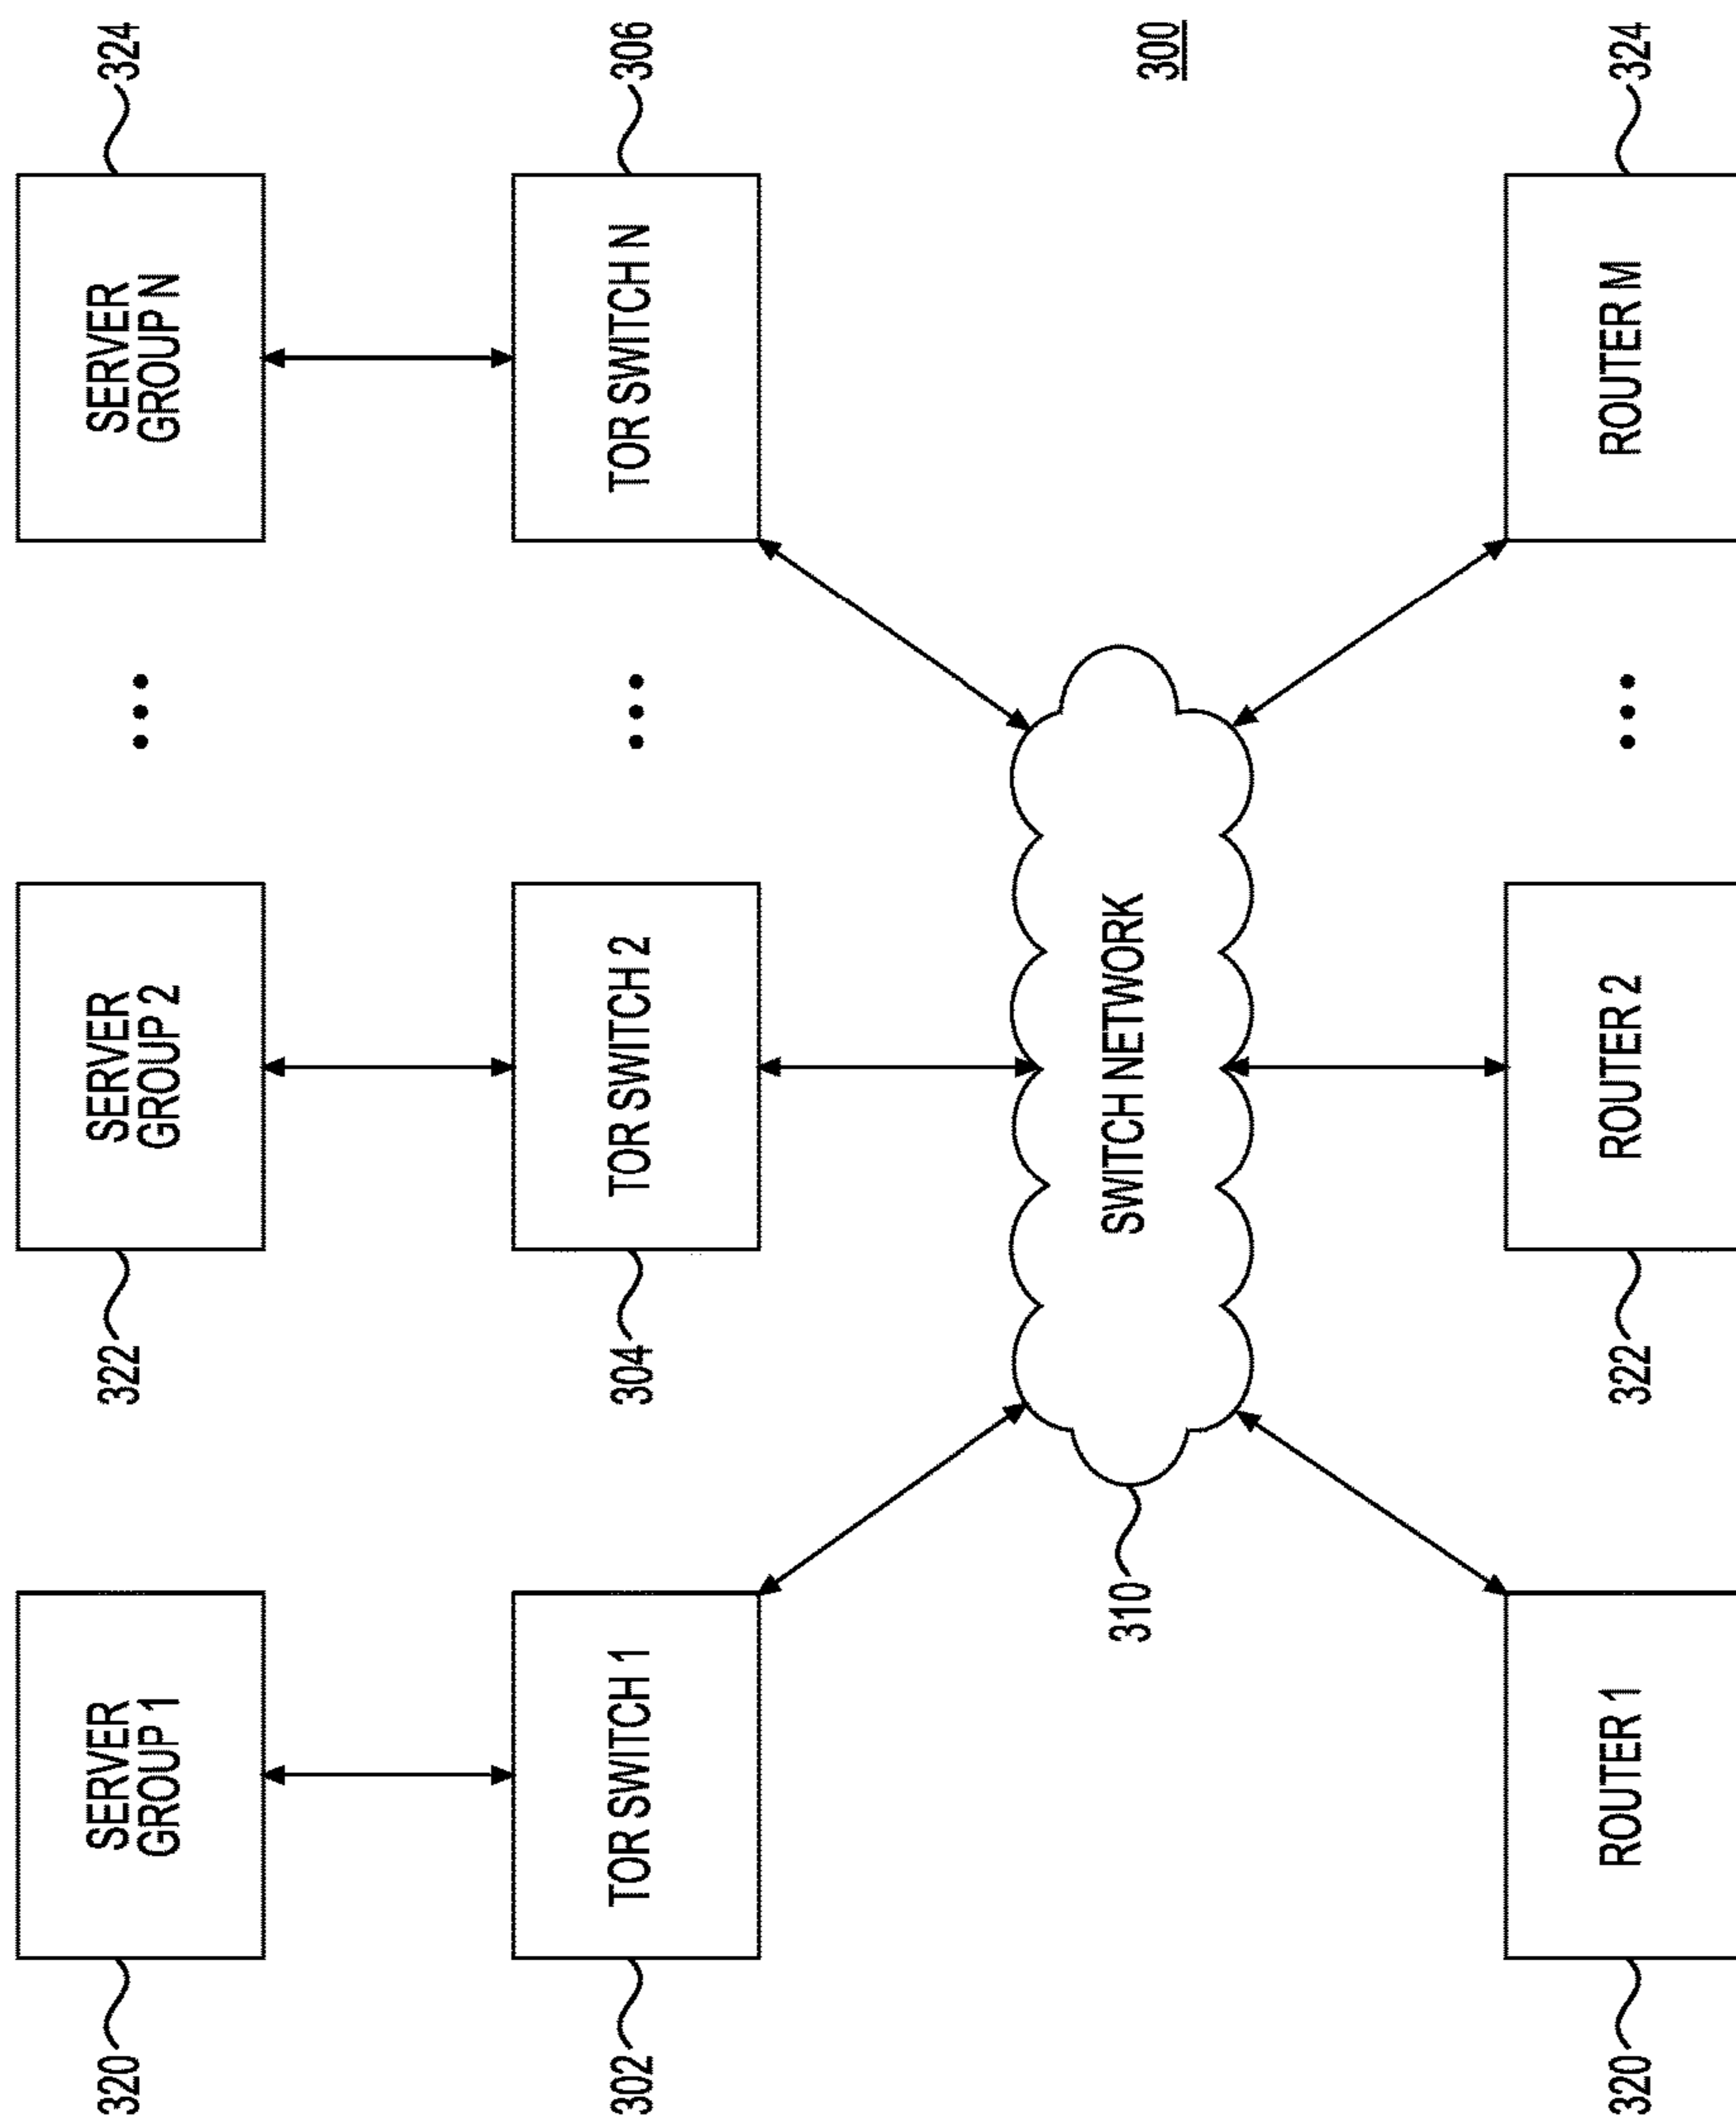 320
SERVER
GROUP 1
322
SERVER
GROUP 2
SERVER
GROUP N
324
302
TOR SWITCH 1
304
TOR SWITCH 2
TOR SWITCH N
306
310
SWITCH NETWORK
300
320
ROUTER 1
322
ROUTER 2
ROUTER M
324